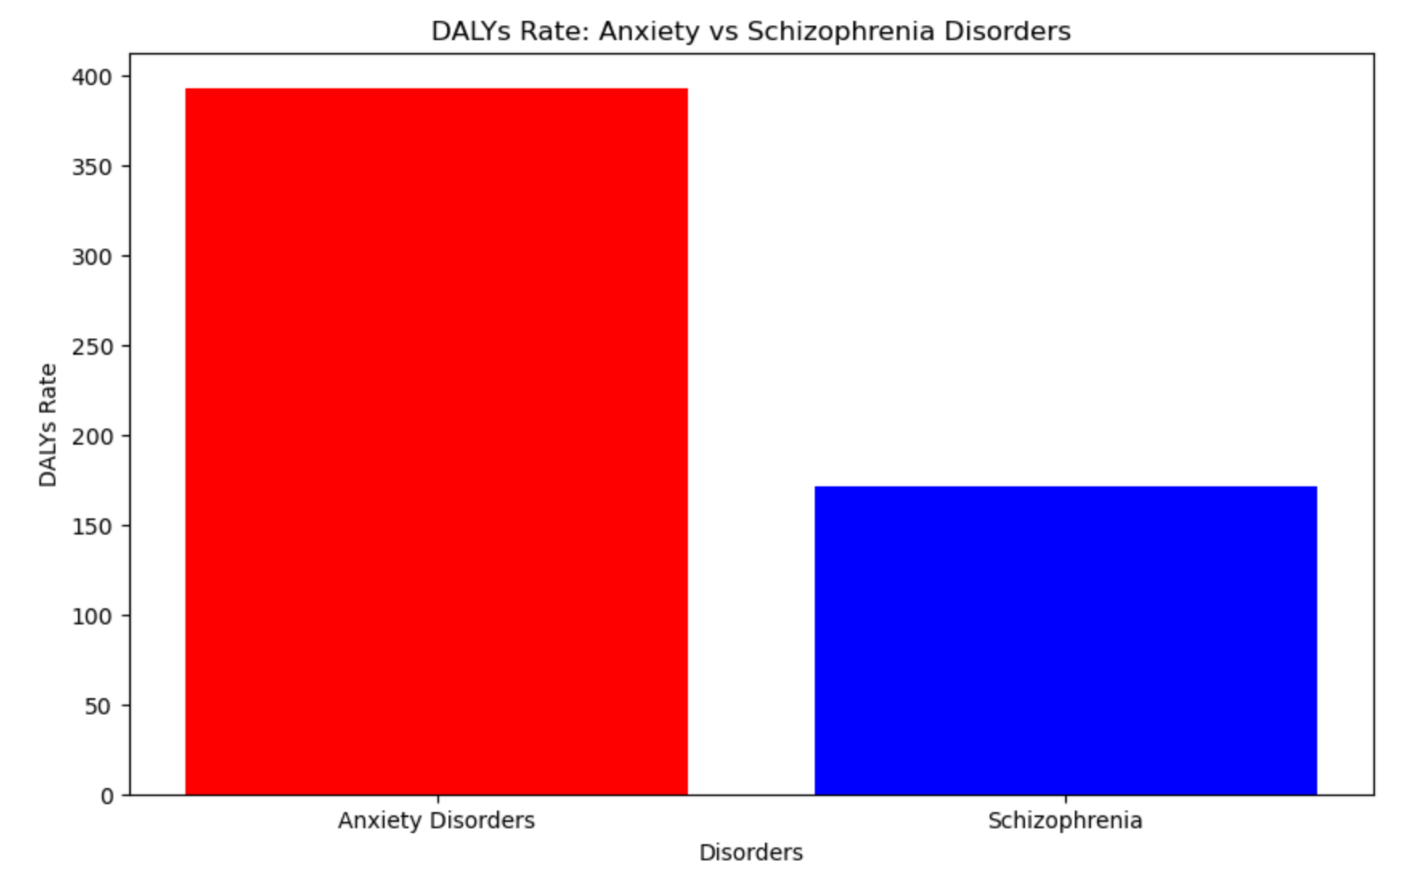 DALYs Rate: Anxiety vs Schizophrenia Disorders
400
350
300
250
200
150
100
50
0
DALYs Rate
Anxiety Disorders
Schizophrenia
Disorders